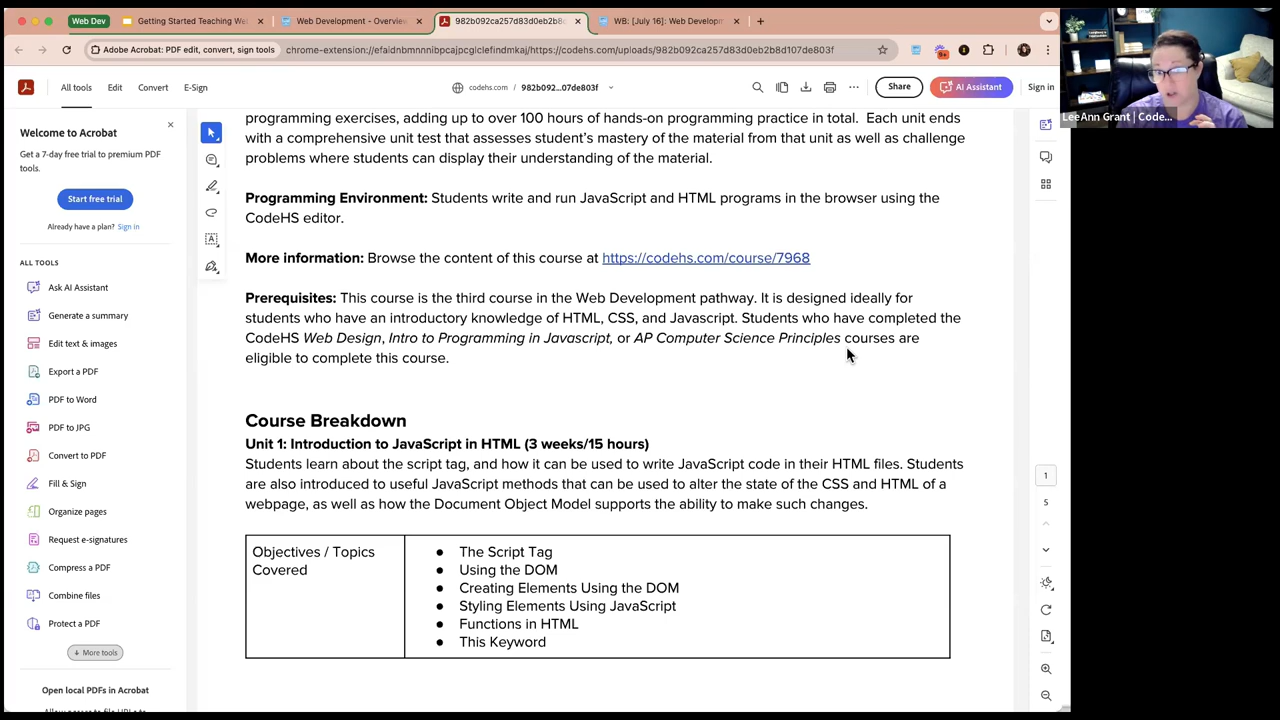 Web Dev
Getting Started Teaching We
Web Development - Overview
982b092ca257d83d0eb2b8d
WB: [July 16]: Web Developm
Adobe Acrobat: PDF edit, convert, sign tools
chrome-extension://efaidnbmnnnibpcajpcglclefindmkaj/https://codehs.com/uploads/982b092ca257d83d0eb2b8d107de803f
9+
All tools
Edit
Convert
E-Sign
codehs.com
982b092...07de803f
Share
AI Assistant
Sign in
LeeAnn Grant | Code...
Welcome to Acrobat
Get a 7-day free trial to premium PDF
tools.
Start free trial
Already have a plan? Sign in
ALL TOOLS
Ask AI Assistant
Generate a summary
Edit text & images
Export a PDF
PDF to Word
PDF to JPG
Convert to PDF
Fill & Sign
Organize pages
Request e-signatures
Compress a PDF
Combine files
Protect a PDF
More tools
Open local PDFs in Acrobat
programming exercises, adding up to over 100 hours of hands-on programming practice in total. Each unit ends
with a comprehensive unit test that assesses student's mastery of the material from that unit as well as challenge
problems where students can display their understanding of the material.
Programming Environment: Students write and run JavaScript and HTML programs in the browser using the
CodeHS editor.
More information: Browse the content of this course at https://codehs.com/course/7968
Prerequisites: This course is the third course in the Web Development pathway. It is designed ideally for
students who have an introductory knowledge of HTML, CSS, and Javascript. Students who have completed the
CodeHS Web Design, Intro to Programming in Javascript, or AP Computer Science Principles courses are
eligible to complete this course.
Course Breakdown
Unit 1: Introduction to JavaScript in HTML (3 weeks/15 hours)
Students learn about the script tag, and how it can be used to write JavaScript code in their HTML files. Students
are also introduced to useful JavaScript methods that can be used to alter the state of the CSS and HTML of a
webpage, as well as how the Document Object Model supports the ability to make such changes.
Objectives / Topics
Covered
● The Script Tag
● Using the DOM
● Creating Elements Using the DOM
● Styling Elements Using JavaScript
● Functions in HTML
● This Keyword
1
5